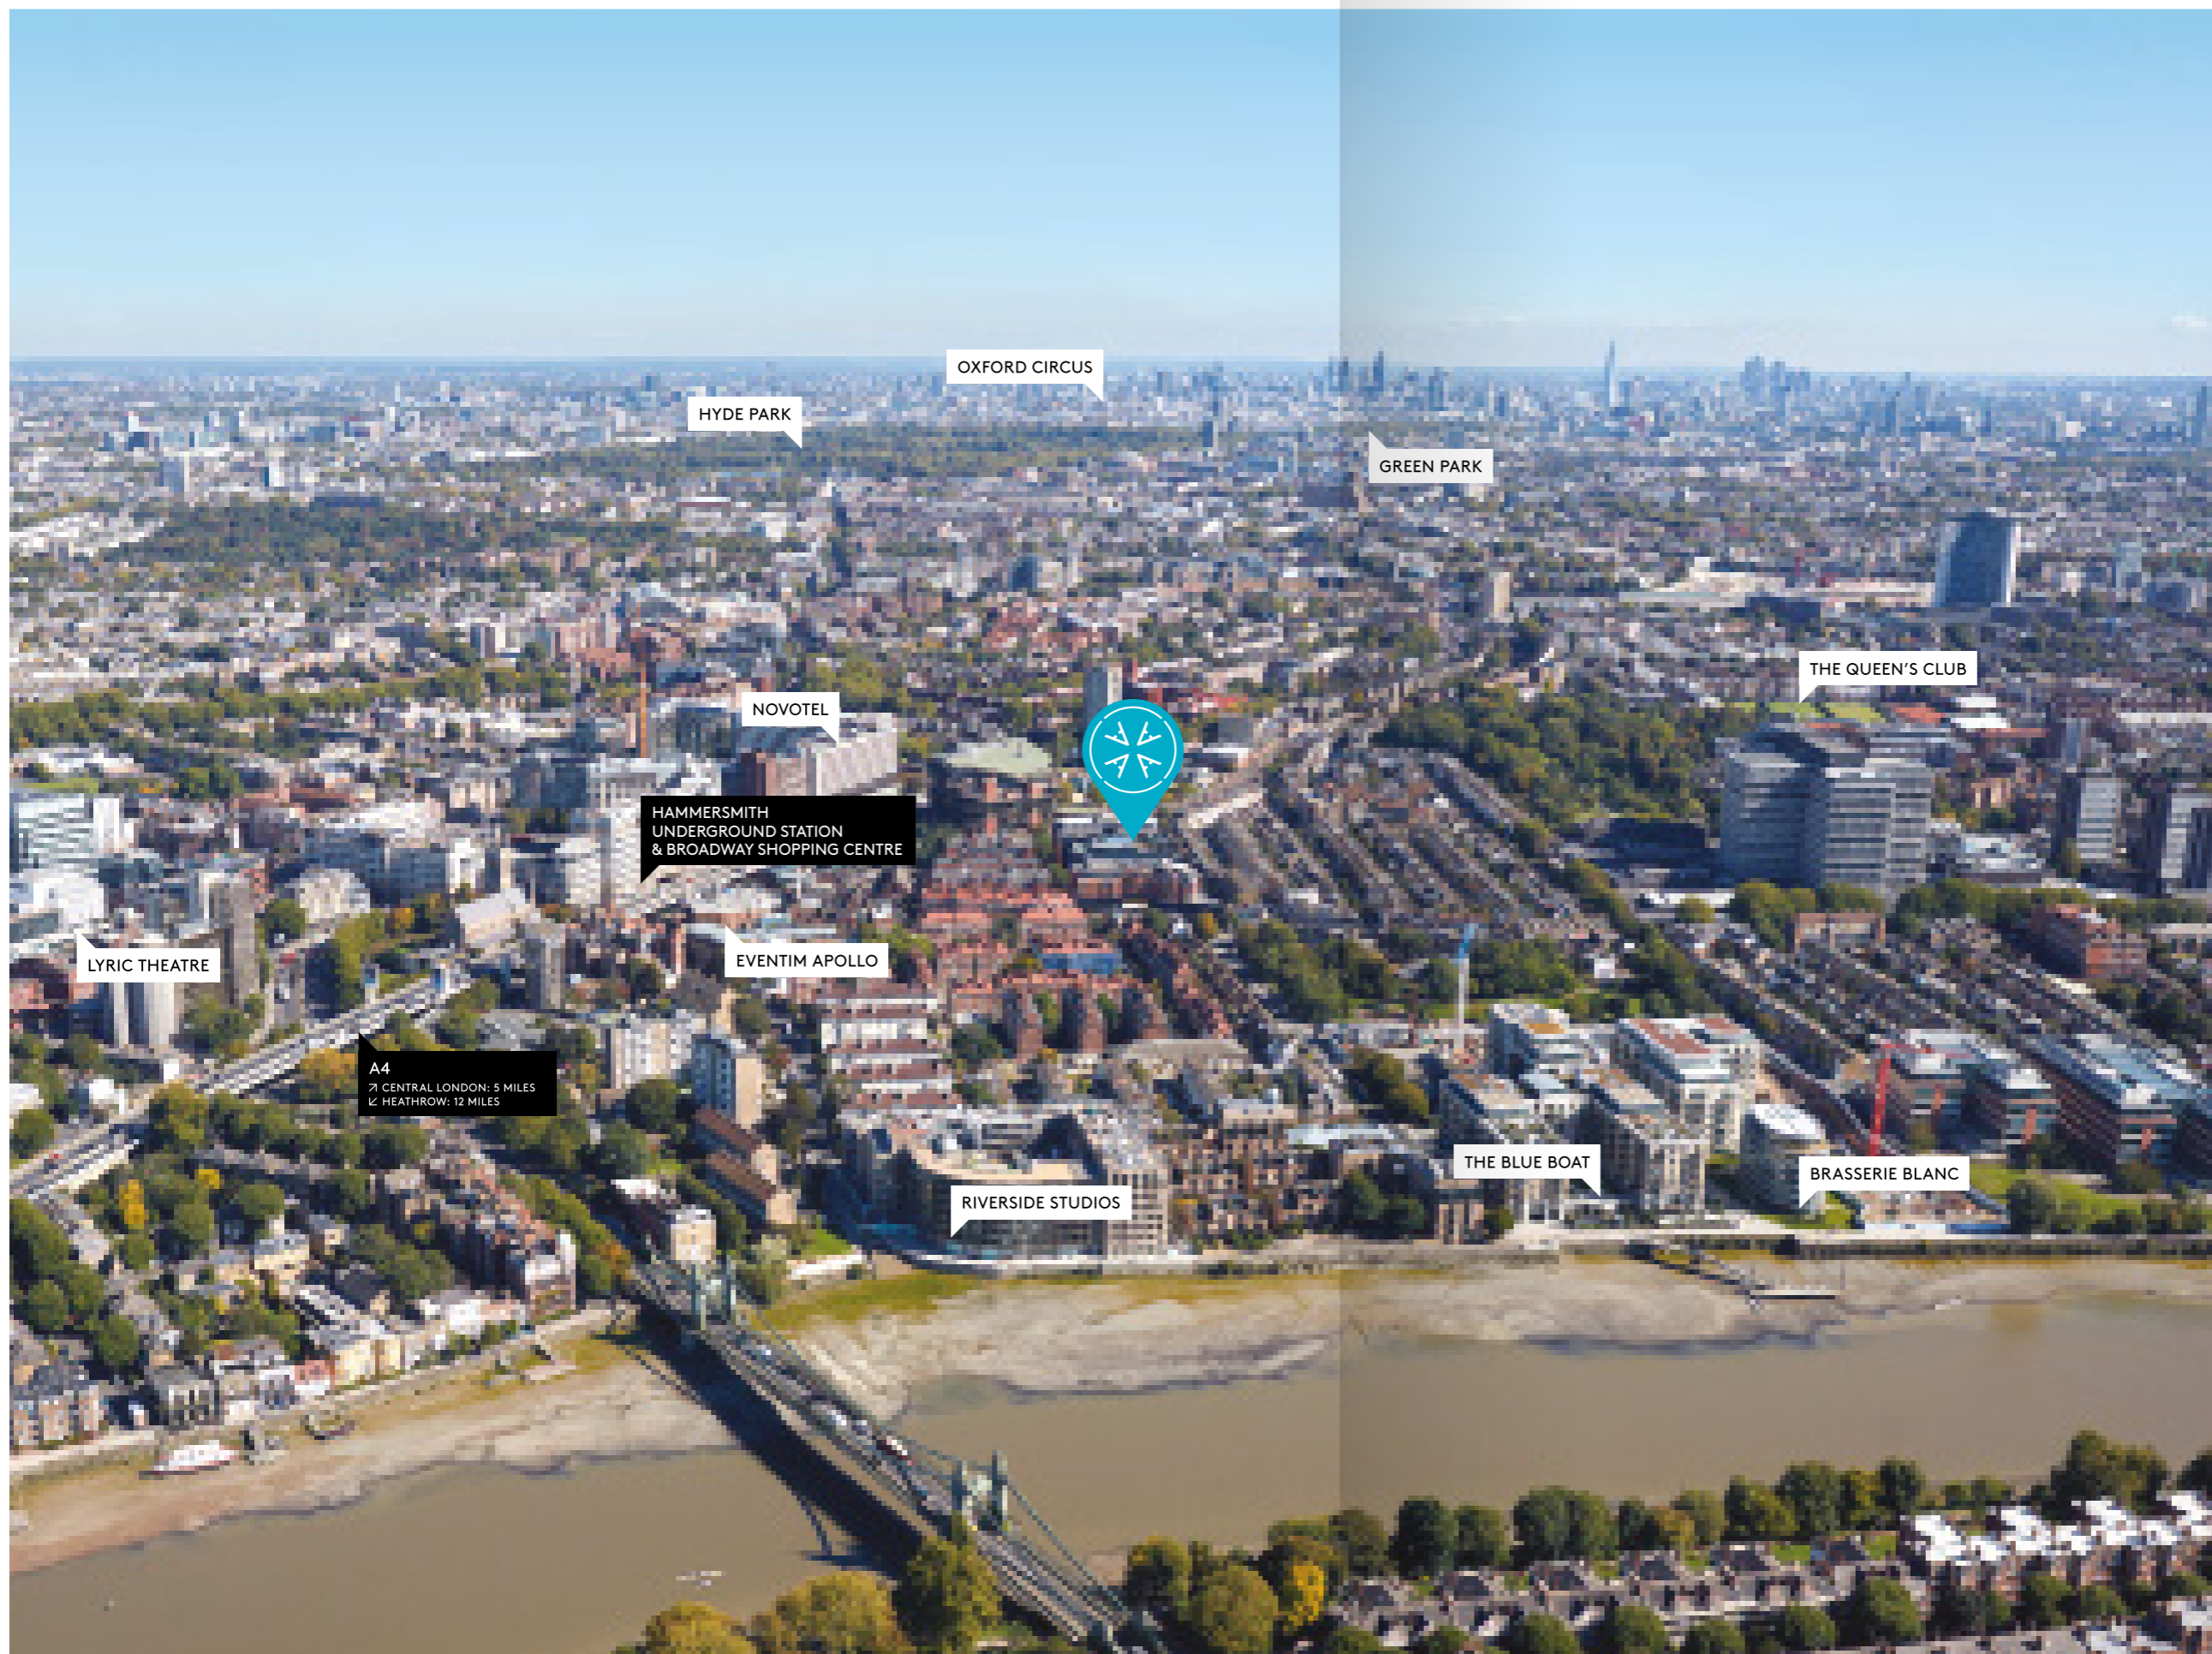 OXFORD CIRCUS
HYDE PARK
GREEN PARK
THE QUEEN'S CLUB
NOVOTEL
HAMMERSMITH
UNDERGROUND STATION
& BROADWAY SHOPPING CENTRE
LYRIC THEATRE
EVENTIM APOLLO
A4
↗ CENTRAL LONDON: 5 MILES
↙ HEATHROW: 12 MILES
THE BLUE BOAT
BRASSERIE BLANC
RIVERSIDE STUDIOS